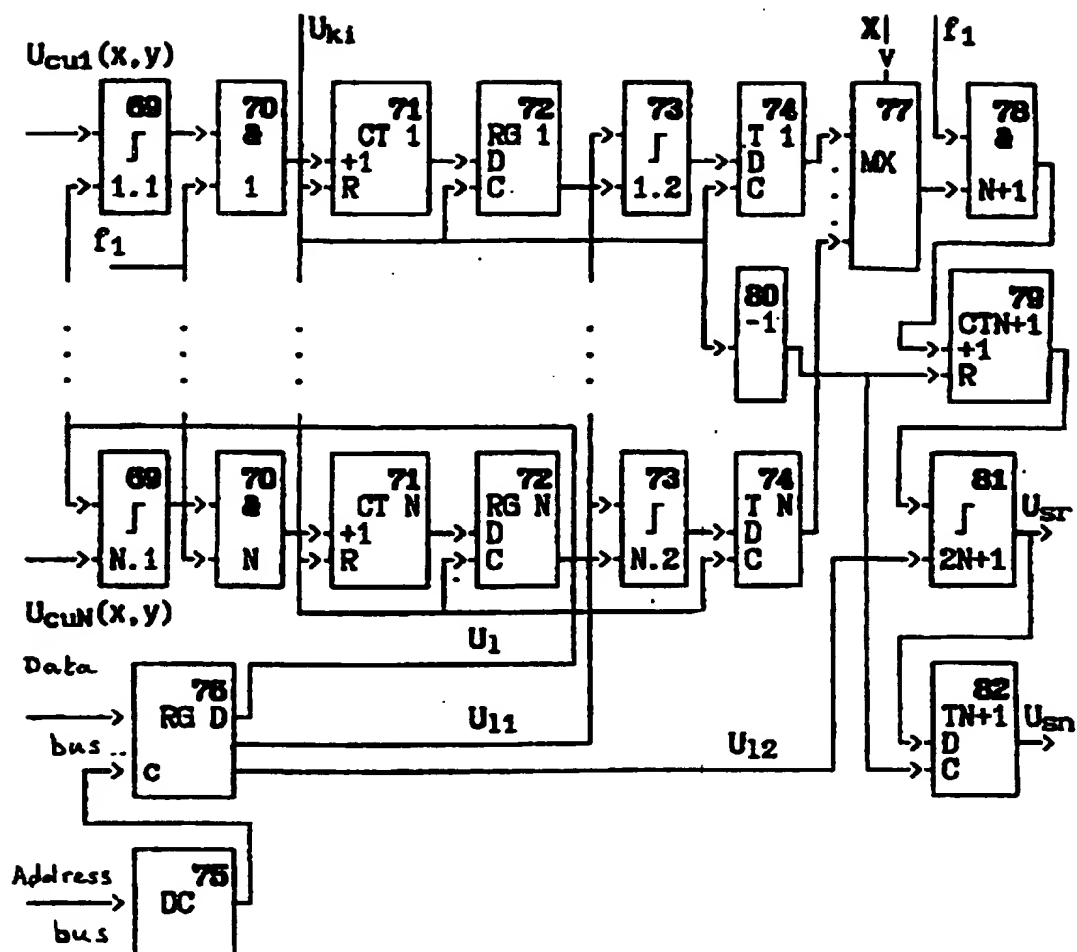 Ucu1(x,y)
Uki
X
v
f1
69
1.1
70
&
1
71
CT 1
+1
R
72
RG 1
D
C
73
1.2
74
T 1
D
C
77
MX
78
&
N+1
f1
80
-1
79
CTN+1
+1
R
69
N.1
70
&
N
71
CT N
+1
R
72
RG N
D
C
73
N.2
74
T N
D
C
81
2N+1
Usr
UcuN(x,y)
Data
bus
76
RG D
c
Ul
Ul1
Ul2
82
TN+1
D
C
Usn
Address
bus
75
DC